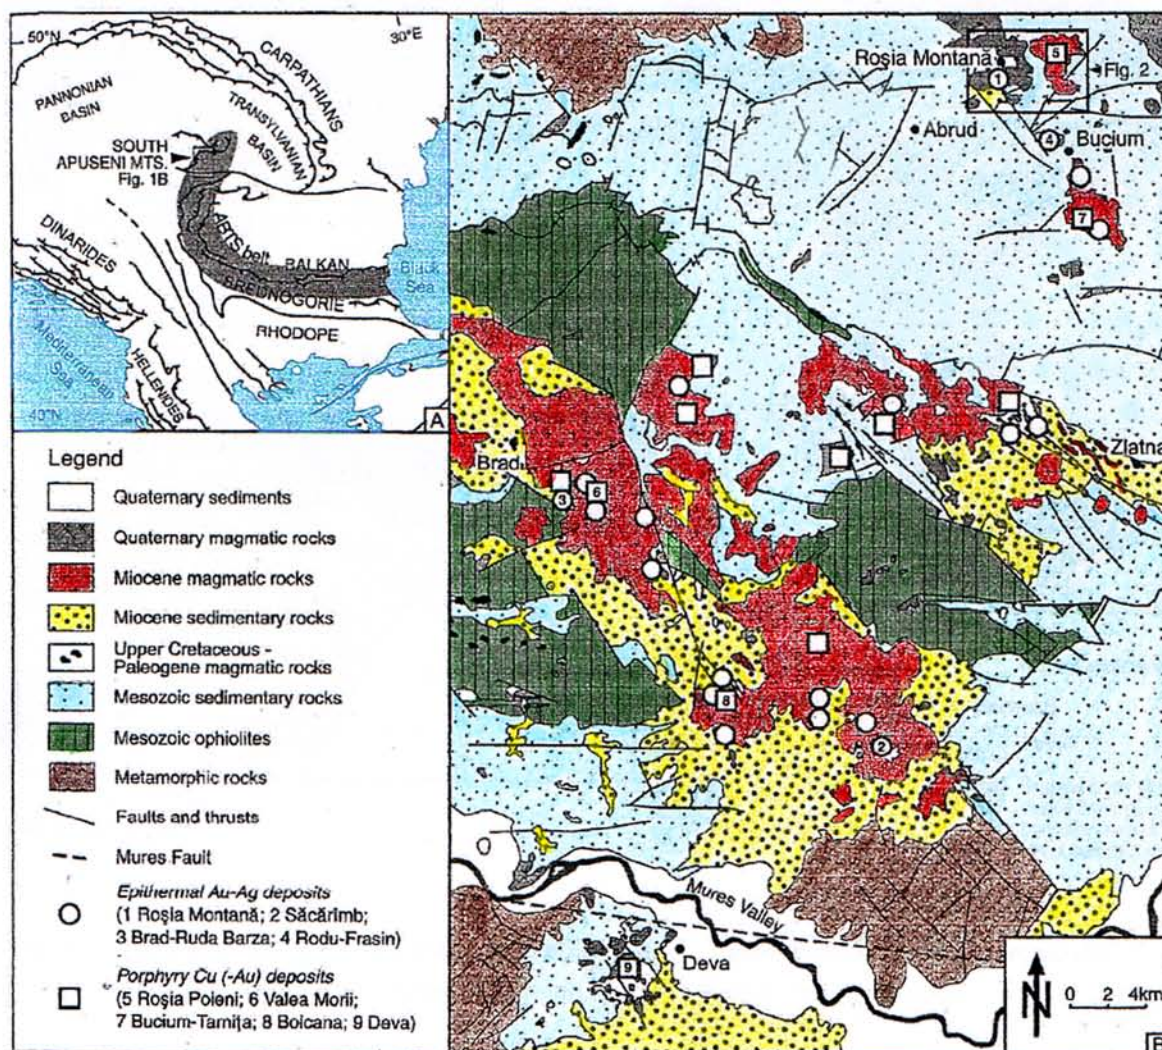 50°N
30°E
CARPATHIANS
PANNONIAN
BASIN
TRANSYLVANIAN
BASIN
SOUTH
APUSENI MTS.
Fig. 1B
DINARIDES
ABTS belt
BALKAN
SREDNOGORIE
Black
Sea
RHODOPE
Mediterranean
Sea
HELLENIDES
40°N
A
Legend
Quaternary sediments
Quaternary magmatic rocks
Miocene magmatic rocks
Miocene sedimentary rocks
Upper Cretaceous -
Paleogene magmatic rocks
Mesozoic sedimentary rocks
Mesozoic ophiolites
Metamorphic rocks
Faults and thrusts
Mures Fault
Epithermal Au-Ag deposits
(1 Roşia Montană; 2 Săcărîmb;
3 Brad-Ruda Barza; 4 Rodu-Frasin)
Porphyry Cu (-Au) deposits
(5 Roşia Poieni; 6 Valea Morii;
7 Bucium-Tarniţa; 8 Bolcana; 9 Deva)
Roşia Montană
5
1
Fig. 2
Abrud
4
Bucium
7
Brad
3
6
Zlatna
8
2
Mures Valley
9
Deva
N
0 2 4km
B